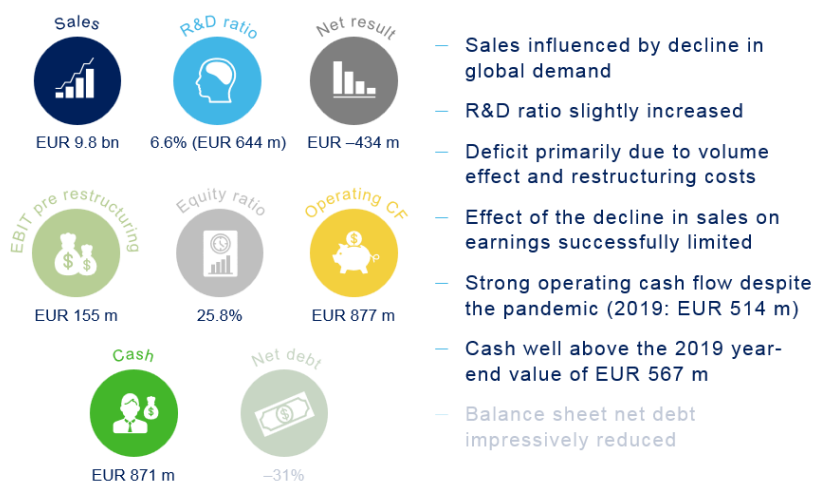 Sales
R&D ratio
Net result
EUR 9.8 bn
6.6% (EUR 644 m)
EUR –434 m
EBIT pre restructuring
Equity ratio
Operating CF
EUR 155 m
25.8%
EUR 877 m
Cash
Net debt
EUR 871 m
–31%
– Sales influenced by decline in
global demand
– R&D ratio slightly increased
– Deficit primarily due to volume
effect and restructuring costs
– Effect of the decline in sales on
earnings successfully limited
– Strong operating cash flow despite
the pandemic (2019: EUR 514 m)
– Cash well above the 2019 year-
end value of EUR 567 m
– Balance sheet net debt
impressively reduced